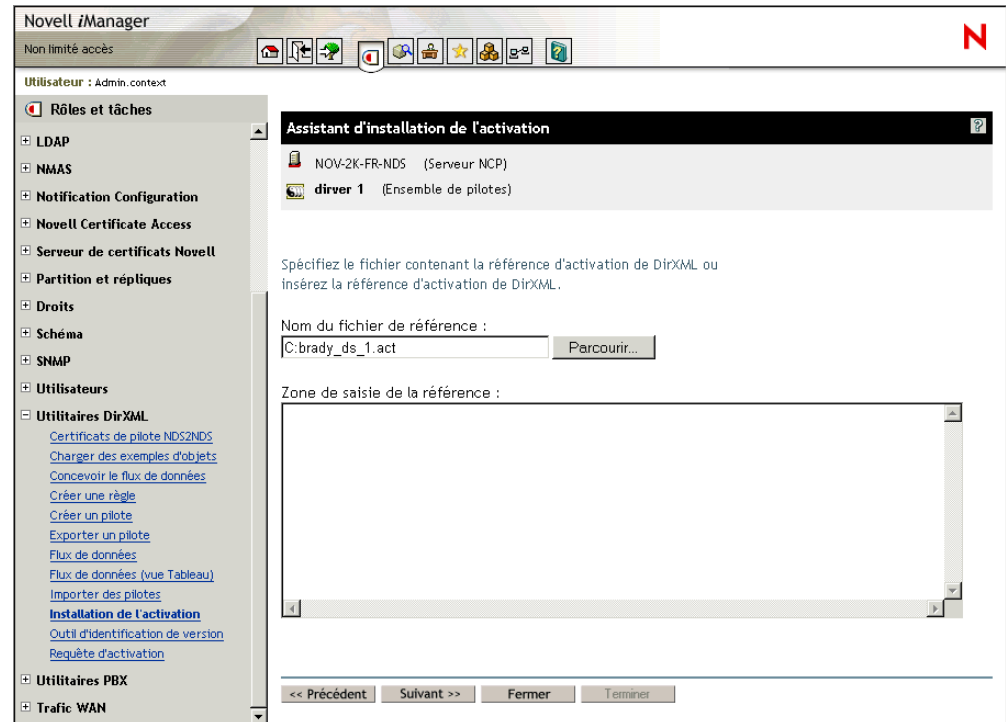 Novell iManager
Non limité accès
N
Utilisateur : Admin.context
Rôles et tâches
LDAP
NMAS
Notification Configuration
Novell Certificate Access
Serveur de certificats Novell
Partition et répliques
Droits
Schéma
SNMP
Utilisateurs
Utilitaires DirXML
Certificats de pilote NDS2NDS
Charger des exemples d'objets
Concevoir le flux de données
Créer une règle
Créer un pilote
Exporter un pilote
Flux de données
Flux de données (vue Tableau)
Importer des pilotes
Installation de l'activation
Outil d'identification de version
Requête d'activation
Utilitaires PBX
Trafic WAN
Assistant d'installation de l'activation
?
NOV-2K-FR-NDS (Serveur NCP)
dirver 1 (Ensemble de pilotes)
Spécifiez le fichier contenant la référence d'activation de DirXML ou
insérez la référence d'activation de DirXML.
Nom du fichier de référence :
C:brady_ds_1.act
Parcourir...
Zone de saisie de la référence :
<< Précédent
Suivant >>
Fermer
Terminer